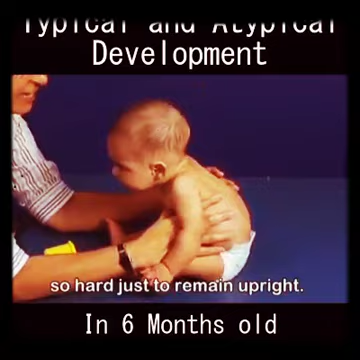 Typical and Atypical
Development
so hard just to remain upright.
In 6 Months old